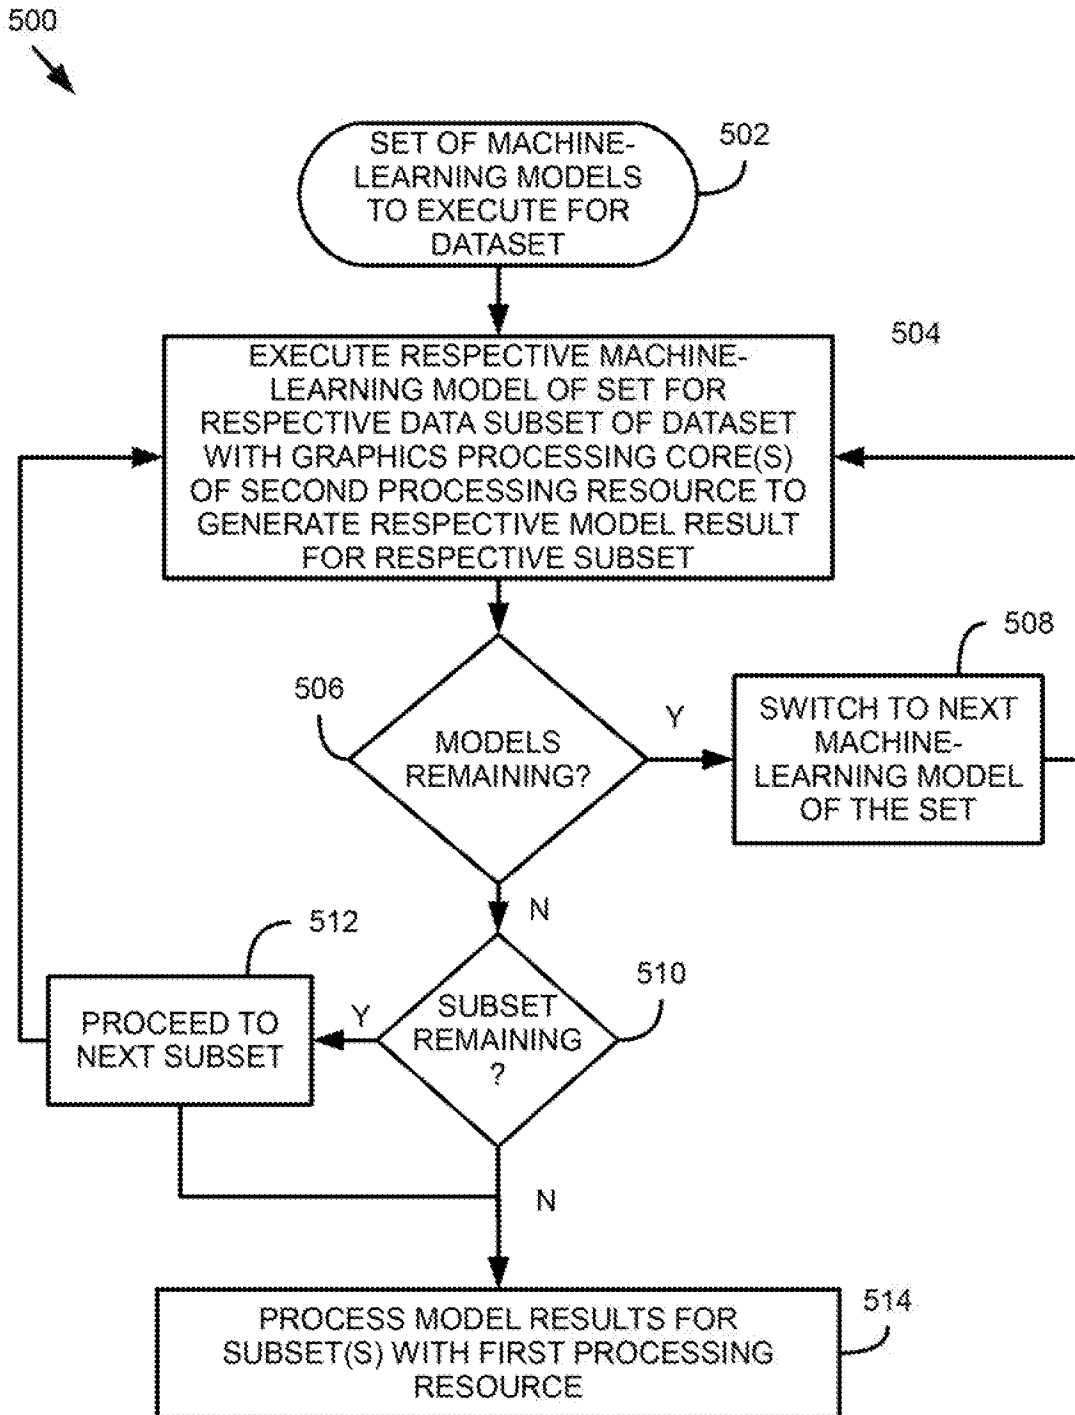 500
502
SET OF MACHINE-
LEARNING MODELS
TO EXECUTE FOR
DATASET
504
EXECUTE RESPECTIVE MACHINE-
LEARNING MODEL OF SET FOR
RESPECTIVE DATA SUBSET OF DATASET
WITH GRAPHICS PROCESSING CORE(S)
OF SECOND PROCESSING RESOURCE TO
GENERATE RESPECTIVE MODEL RESULT
FOR RESPECTIVE SUBSET
506
MODELS
REMAINING?
Y
508
SWITCH TO NEXT
MACHINE-
LEARNING MODEL
OF THE SET
N
512
PROCEED TO
NEXT SUBSET
Y
510
SUBSET
REMAINING
?
N
514
PROCESS MODEL RESULTS FOR
SUBSET(S) WITH FIRST PROCESSING
RESOURCE